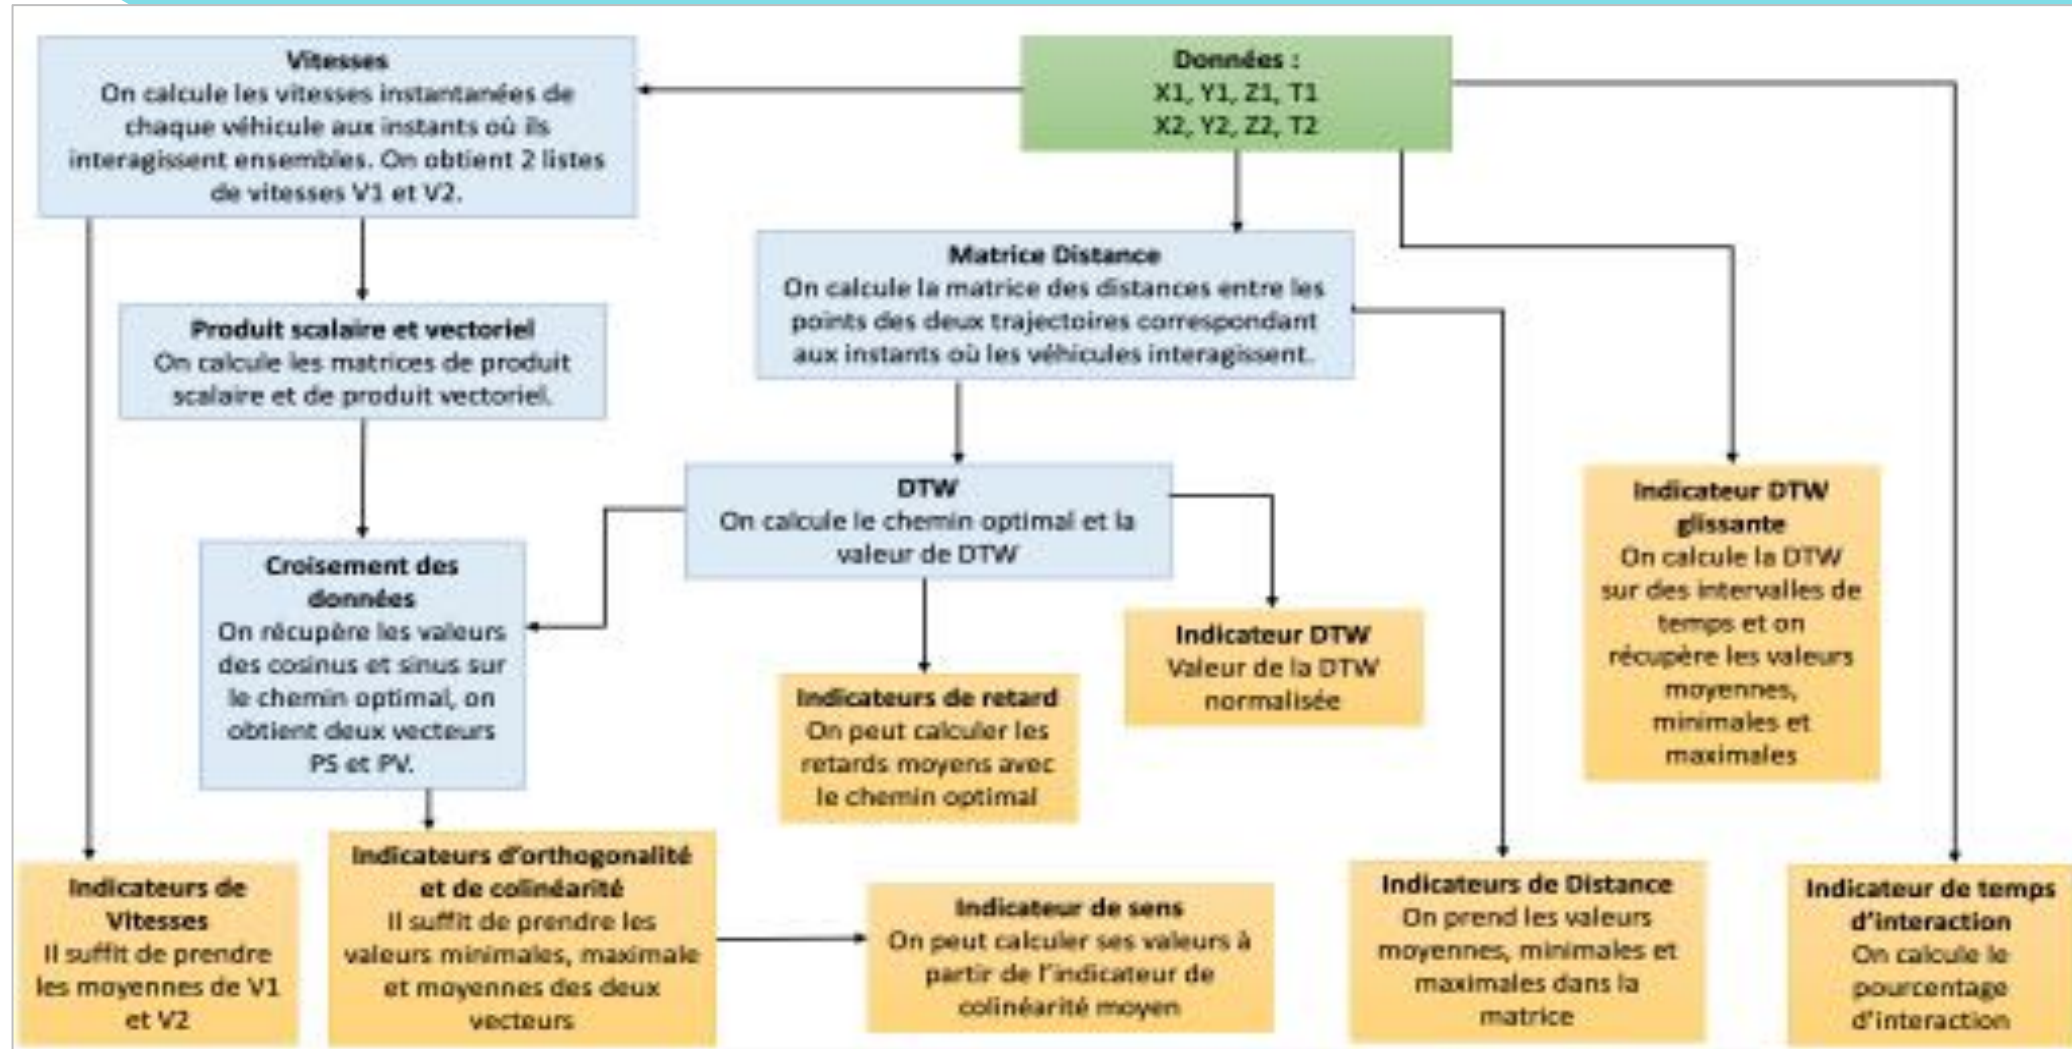 Vitesses
On calcule les vitesses instantanées de
chaque véhicule aux instants où ils
interagissent ensembles. On obtient 2 listes
de vitesses V1 et V2.
Données :
X1, Y1, Z1, T1
X2, Y2, Z2, T2
Matrice Distance
On calcule la matrice des distances entre les
points des deux trajectoires correspondant
aux instants où les véhicules interagissent.
Produit scalaire et vectoriel
On calcule les matrices de produit
scalaire et de produit vectoriel.
DTW
On calcule le chemin optimal et la
valeur de DTW
Indicateur DTW
glissante
On calcule la DTW
sur des intervalles de
temps et on
récupère les valeurs
moyennes,
minimales et
maximales
Croisement des
données
On récupère les valeurs
des cosinus et sinus sur
le chemin optimal, on
obtient deux vecteurs
PS et PV.
Indicateur DTW
Valeur de la DTW
normalisée
Indicateurs de retard
On peut calculer les
retards moyens avec
le chemin optimal
Indicateurs de
Vitesses
Il suffit de prendre
les moyennes de V1
et V2
Indicateurs d'orthogonalité
et de colinéarité
Il suffit de prendre les
valeurs minimales, maximale
et moyennes des deux
vecteurs
Indicateur de sens
On peut calculer ses valeurs à
partir de l'indicateur de
colinéarité moyen
Indicateurs de Distance
On prend les valeurs
moyennes, minimales et
maximales dans la
matrice
Indicateur de temps
d'interaction
On calcule le
pourcentage
d'interaction